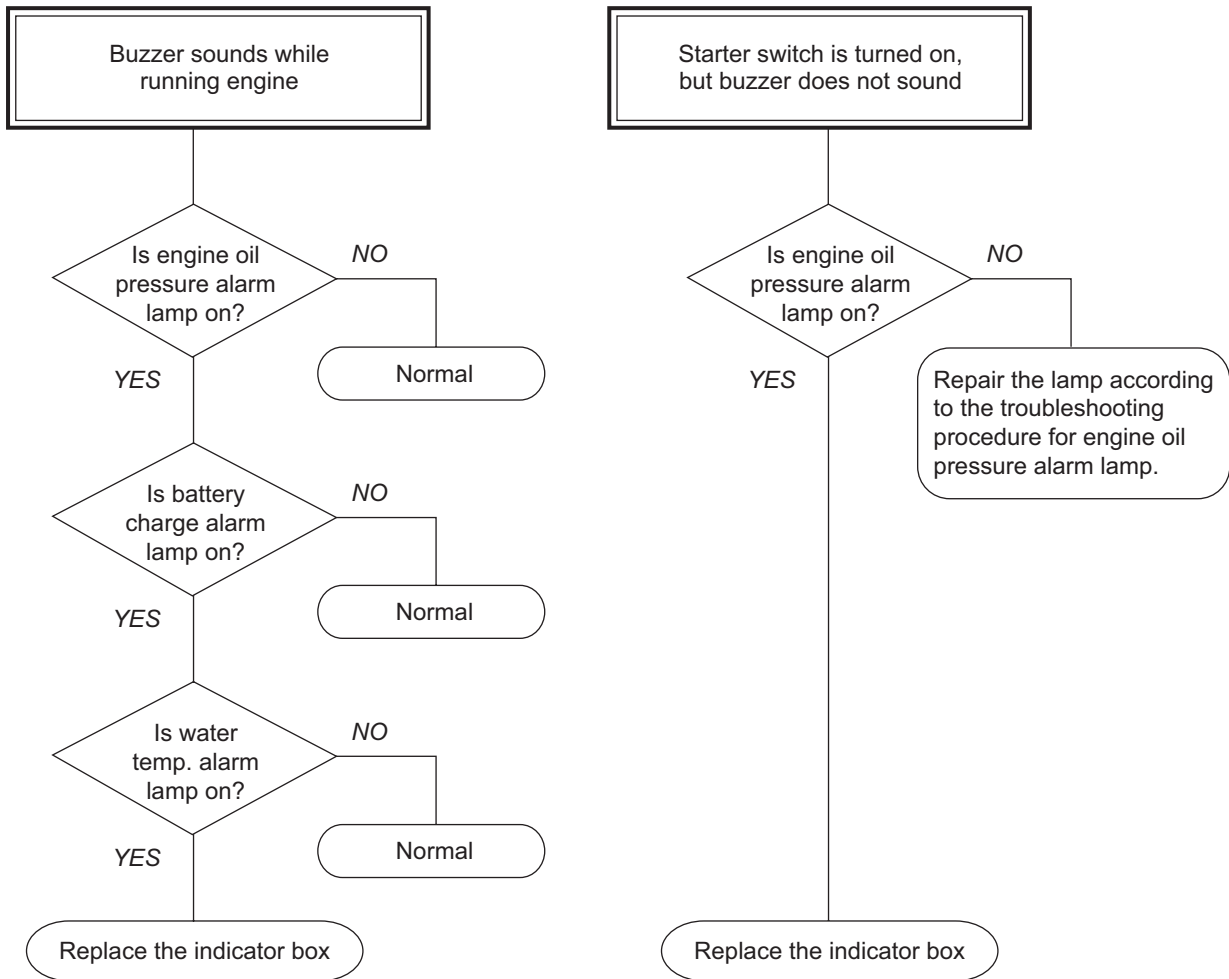 Buzzer sounds while
running engine
Is engine oil
pressure alarm
lamp on?
NO
Normal
YES
Is battery
charge alarm
lamp on?
NO
Normal
YES
Is water
temp. alarm
lamp on?
NO
Normal
YES
Replace the indicator box
Starter switch is turned on,
but buzzer does not sound
Is engine oil
pressure alarm
lamp on?
NO
Repair the lamp according
to the troubleshooting
procedure for engine oil
pressure alarm lamp.
YES
Replace the indicator box